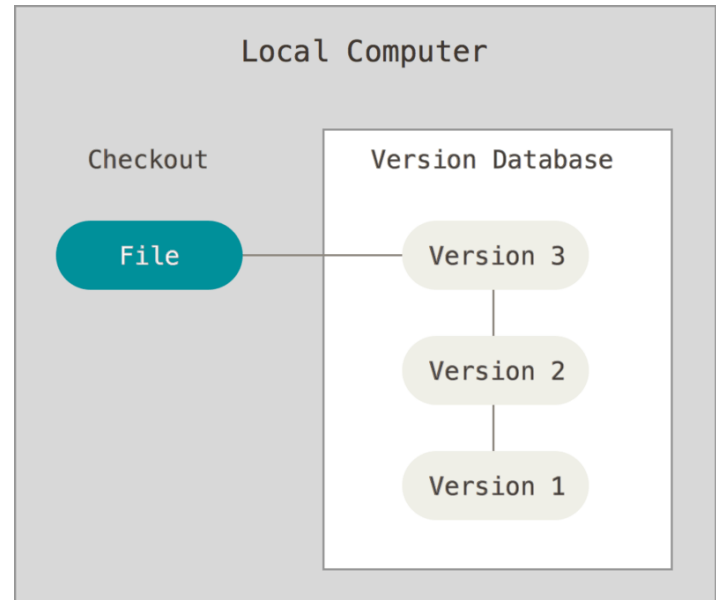 Local Computer
Checkout
Version Database
File
Version 3
Version 2
Version 1